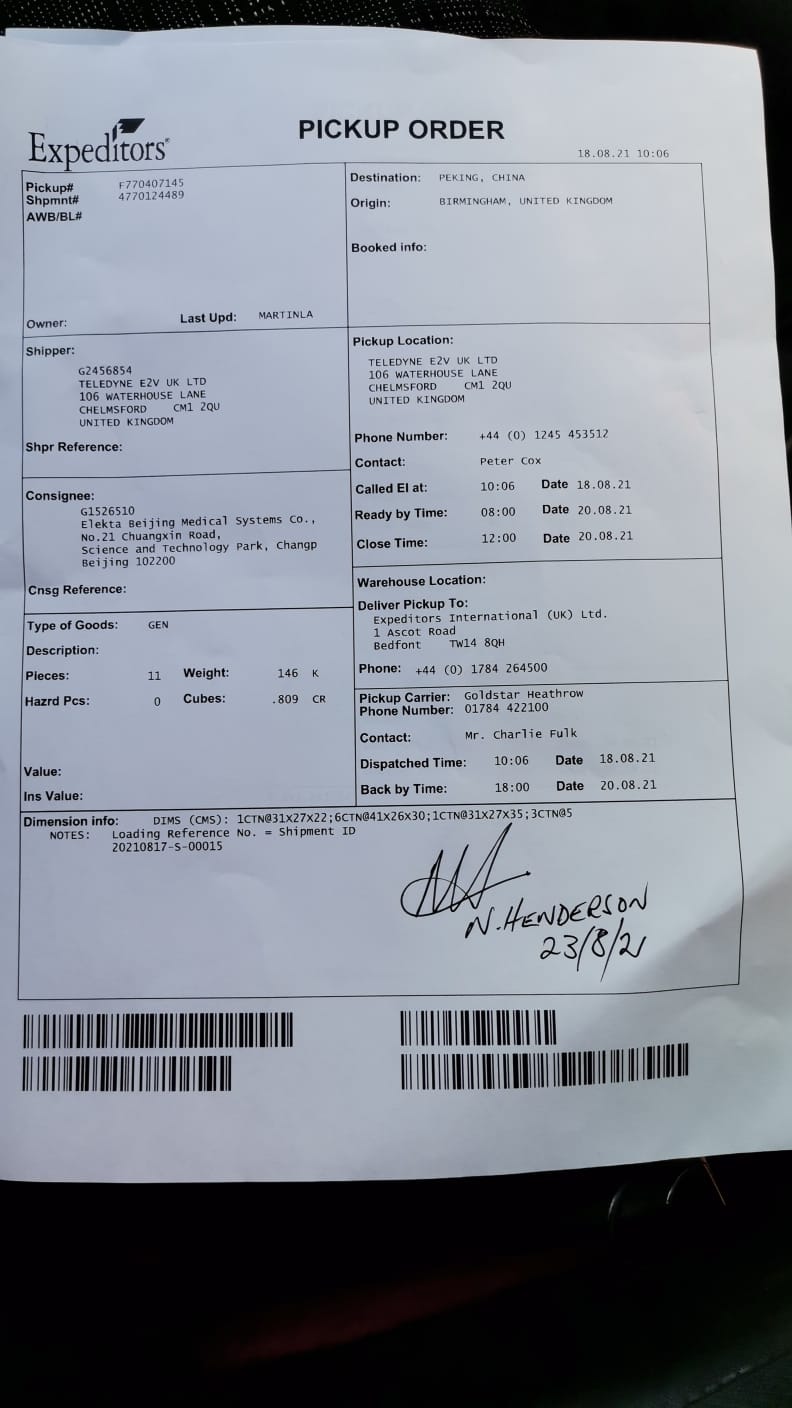 Expeditors®
PICKUP ORDER
18.08.21 10:06
Pickup# F770407145
Shpmnt# 4770124489
AWB/BL#
Owner: Last Upd: MARTINLA
Destination: PEKING, CHINA
Origin: BIRMINGHAM, UNITED KINGDOM
Booked info:
Shipper:
G2456854
TELEDYNE E2V UK LTD
106 WATERHOUSE LANE
CHELMSFORD CM1 2QU
UNITED KINGDOM
Shpr Reference:
Pickup Location:
TELEDYNE E2V UK LTD
106 WATERHOUSE LANE
CHELMSFORD CM1 2QU
UNITED KINGDOM
Phone Number: +44 (0) 1245 453512
Contact: Peter Cox
Called EI at: 10:06 Date 18.08.21
Ready by Time: 08:00 Date 20.08.21
Close Time: 12:00 Date 20.08.21
Consignee:
G1526510
Elekta Beijing Medical Systems Co.,
No.21 Chuangxin Road,
Science and Technology Park, Changp
Beijing 102200
Cnsg Reference:
Warehouse Location:
Deliver Pickup To:
Expeditors International (UK) Ltd.
1 Ascot Road
Bedfont TW14 8QH
Phone: +44 (0) 1784 264500
Type of Goods: GEN
Description:
Pieces: 11 Weight: 146 K
Hazrd Pcs: 0 Cubes: .809 CR
Value:
Ins Value:
Pickup Carrier: Goldstar Heathrow
Phone Number: 01784 422100
Contact: Mr. Charlie Fulk
Dispatched Time: 10:06 Date 18.08.21
Back by Time: 18:00 Date 20.08.21
Dimension info: DIMS (CMS): 1CTN@31X27X22;6CTN@41X26X30;1CTN@31X27X35;3CTN@5
NOTES: Loading Reference No. = Shipment ID
20210817-S-00015
N. HENDERSON
23/8/21